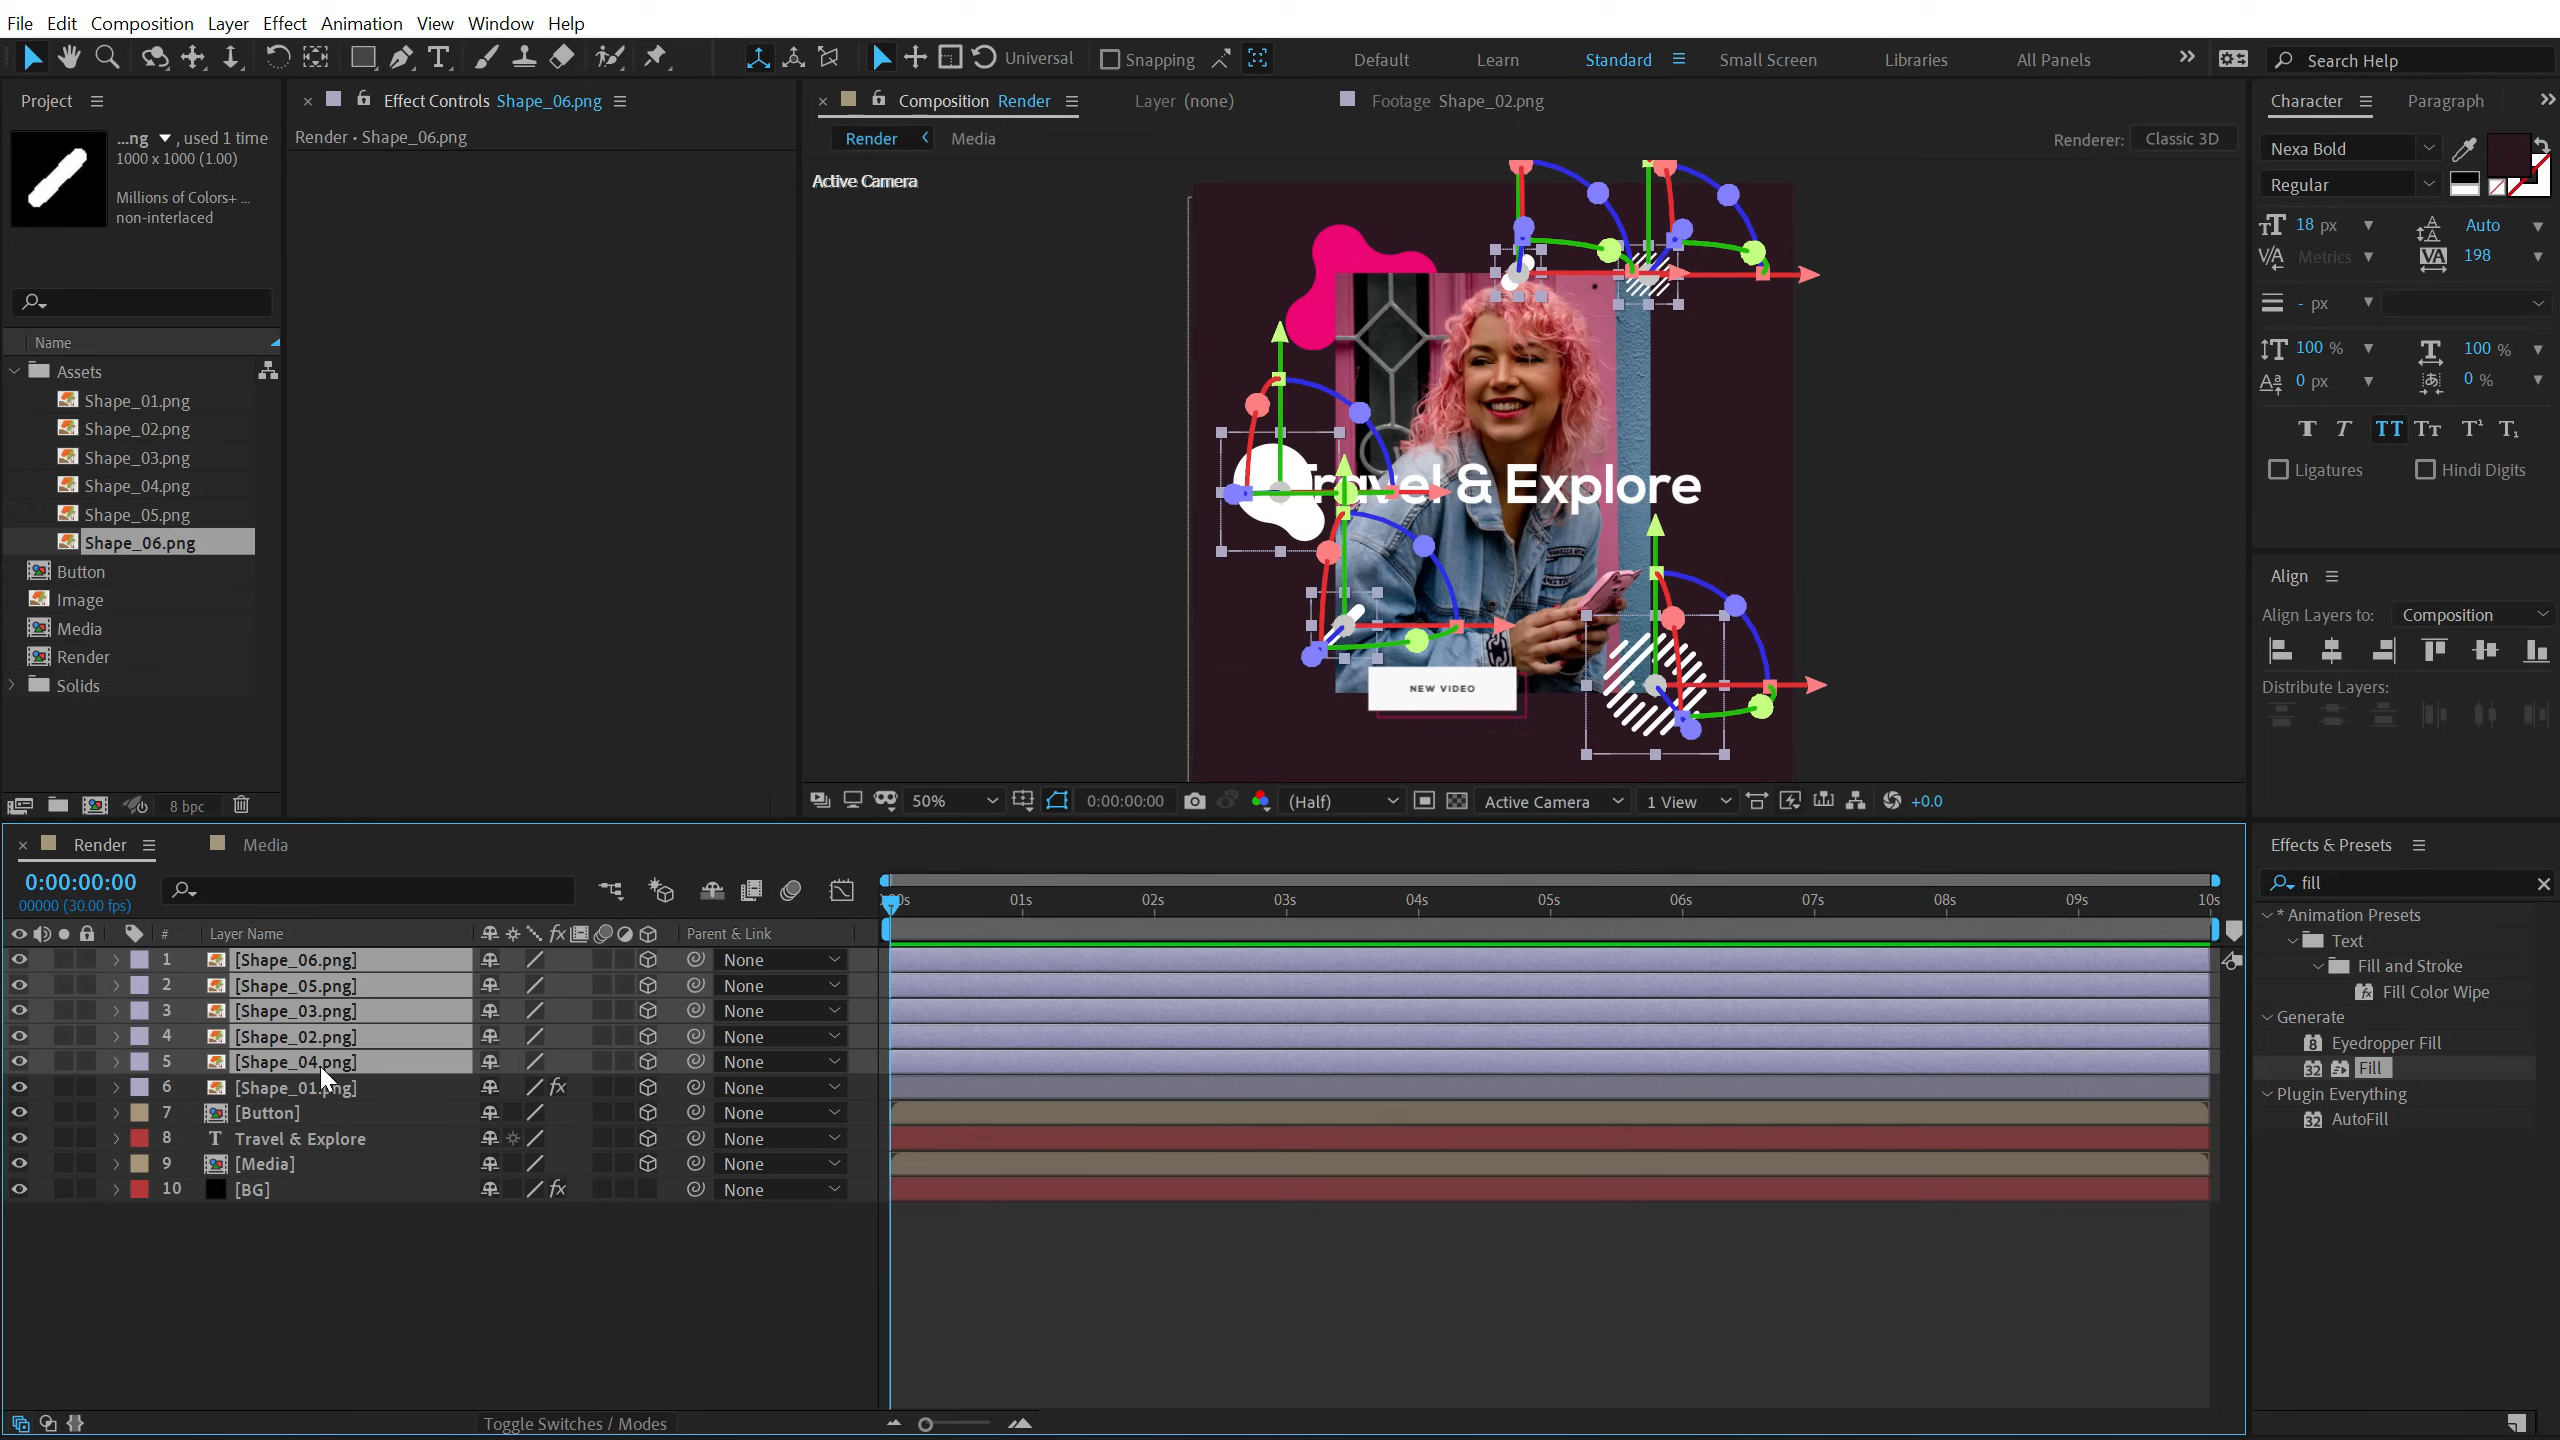 File Edit Composition Layer Effect Animation View Window Help
Universal Snapping Default Learn Standard Small Screen Libraries All Panels Search Help
Project
...ng , used 1 time
1000 x 1000 (1.00)
Millions of Colors+ ...
non-interlaced
Name
Assets
Shape_01.png
Shape_02.png
Shape_03.png
Shape_04.png
Shape_05.png
Shape_06.png
Button
Image
Media
Render
Solids
8 bpc
Effect Controls Shape_06.png
Render • Shape_06.png
Composition Render Layer (none) Footage Shape_02.png
Render Media Renderer: Classic 3D
Active Camera
Travel & Explore
NEW VIDEO
50% 0:00:00:00 (Half) Active Camera 1 View +0.0
Character Paragraph
Nexa Bold
Regular
18 px Auto
Metrics 198
- px
100 % 100 %
0 px 0 %
Ligatures Hindi Digits
Align
Align Layers to: Composition
Distribute Layers:
Effects & Presets
fill
* Animation Presets
Text
Fill and Stroke
Fill Color Wipe
Generate
Eyedropper Fill
Fill
Plugin Everything
AutoFill
Render Media
0:00:00:00
00000 (30.00 fps)
01s 02s 03s 04s 05s 06s 07s 08s 09s 10s
# Layer Name Parent & Link
1 [Shape_06.png] None
2 [Shape_05.png] None
3 [Shape_03.png] None
4 [Shape_02.png] None
5 [Shape_04.png] None
6 [Shape_01.png] None
7 [Button] None
8 Travel & Explore None
9 [Media] None
10 [BG] None
Toggle Switches / Modes